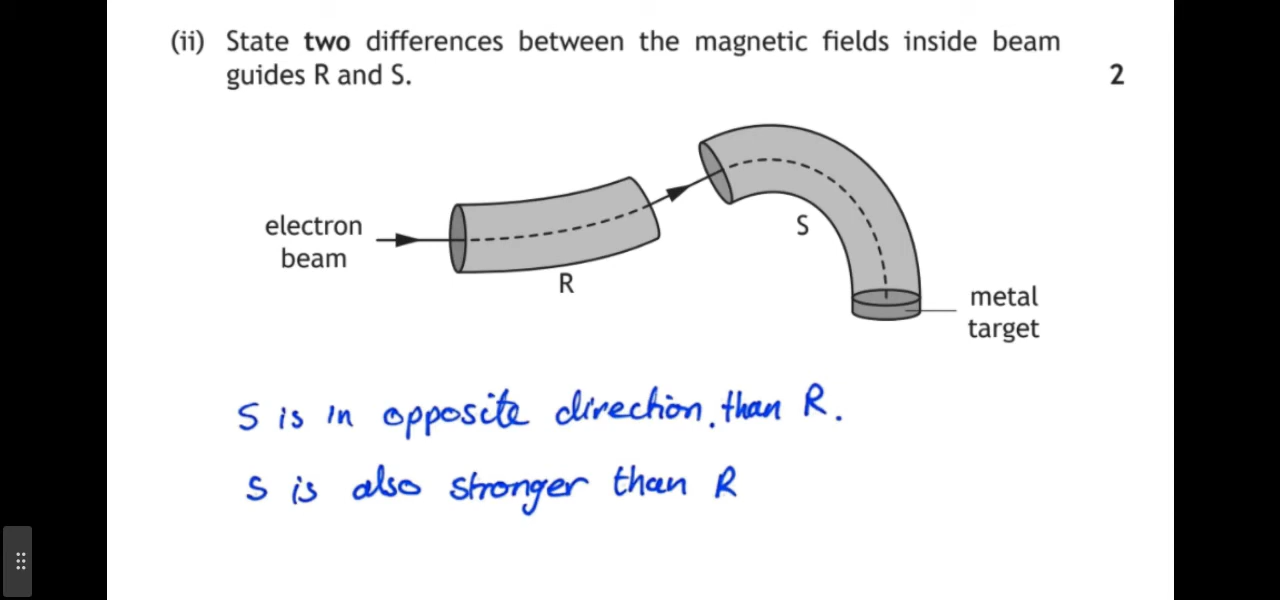 (ii) State two differences between the magnetic fields inside beam
guides R and S.
2
electron
beam
R
S
metal
target
S is in opposite direction. than R.
S is also stronger than R